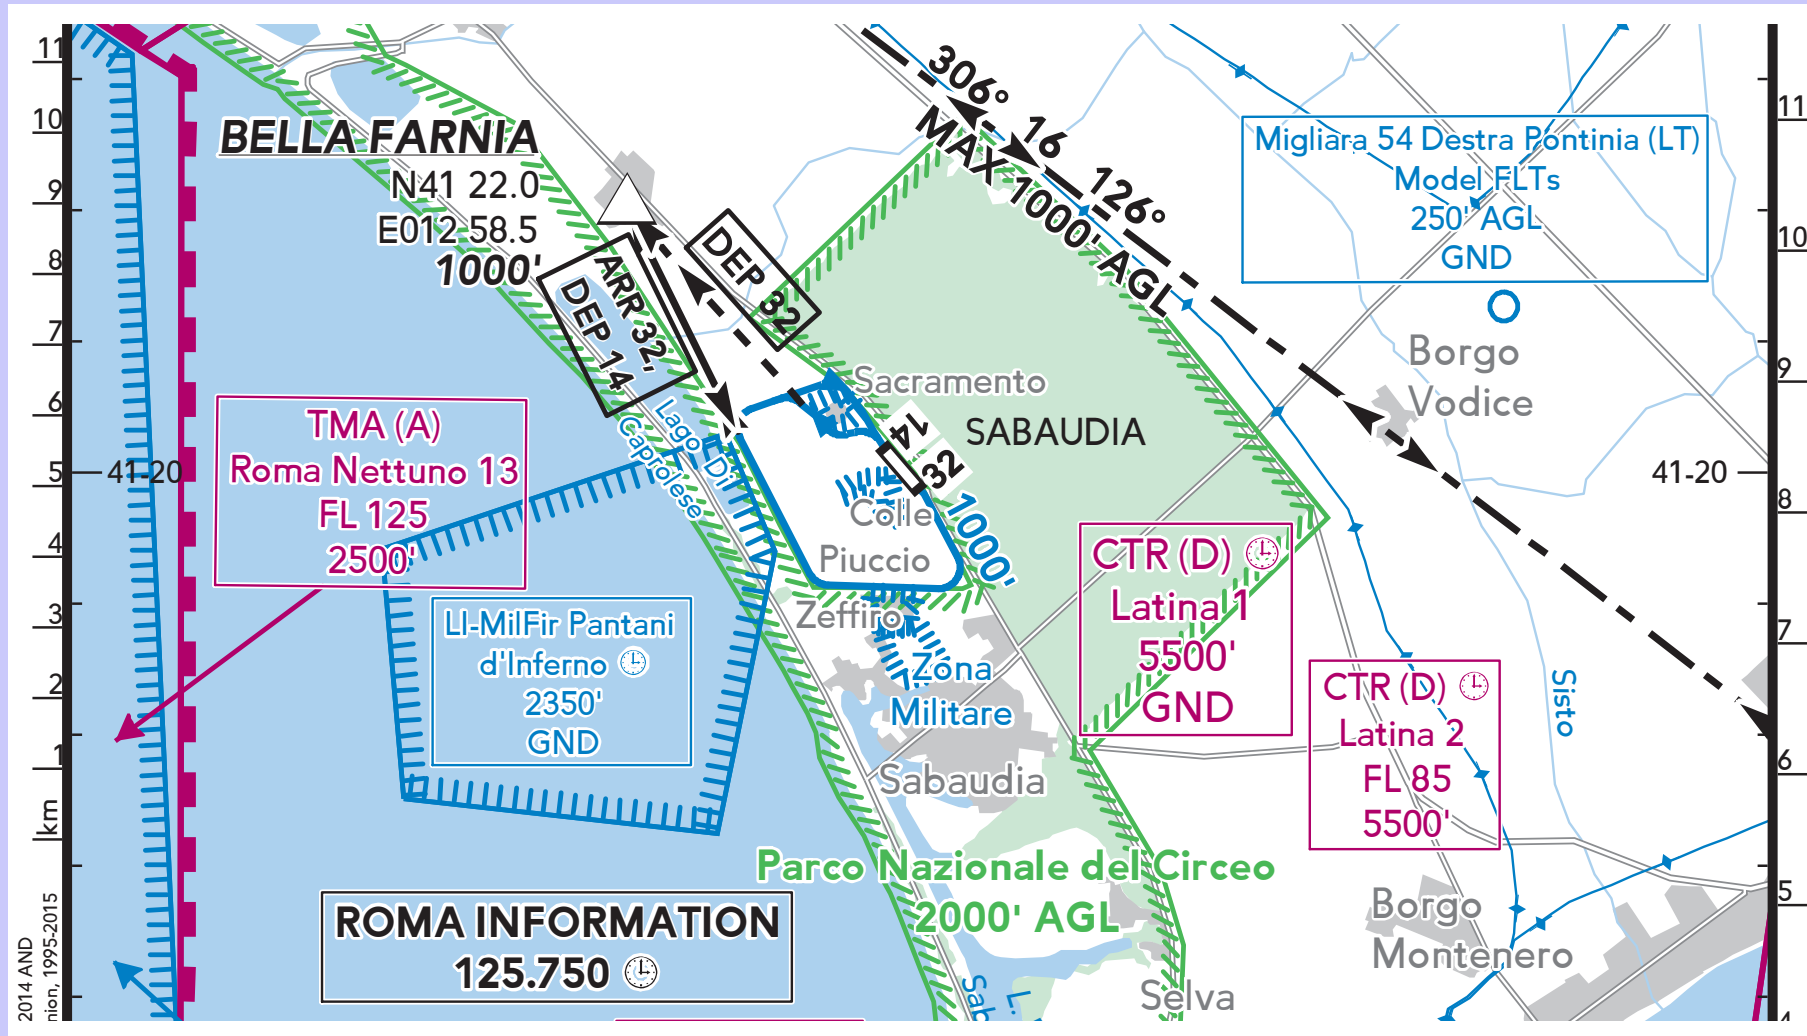 11
10
9
8
7
6
5
4
3
2
1
km
2014 AND
nion, 1995-2015
BELLA FARNIA
N41 22.0
E012 58.5
1000'
306°
16
126°
MAX 1000' AGL
Migliara 54 Destra Pontinia (LT)
Model FLTs
250' AGL
GND
DEP 32
ARR 32,
DEP 14
Borgo
Vodice
Sacramento
SABAUDIA
14
32
1000'
Lago Di
Caprolese
TMA (A)
Roma Nettuno 13
FL 125
2500'
41-20
41-20
Colle
Piuccio
Zeffiro
CTR (D)
Latina 1
5500'
GND
LI-MilFir Pantani
d'Inferno
2350'
GND
Zona
Militare
Sabaudia
CTR (D)
Latina 2
FL 85
5500'
Sisto
Parco Nazionale del Circeo
2000' AGL
ROMA INFORMATION
125.750
Borgo
Montenero
Selva
Sab
L.
11
10
9
8
7
6
5
4